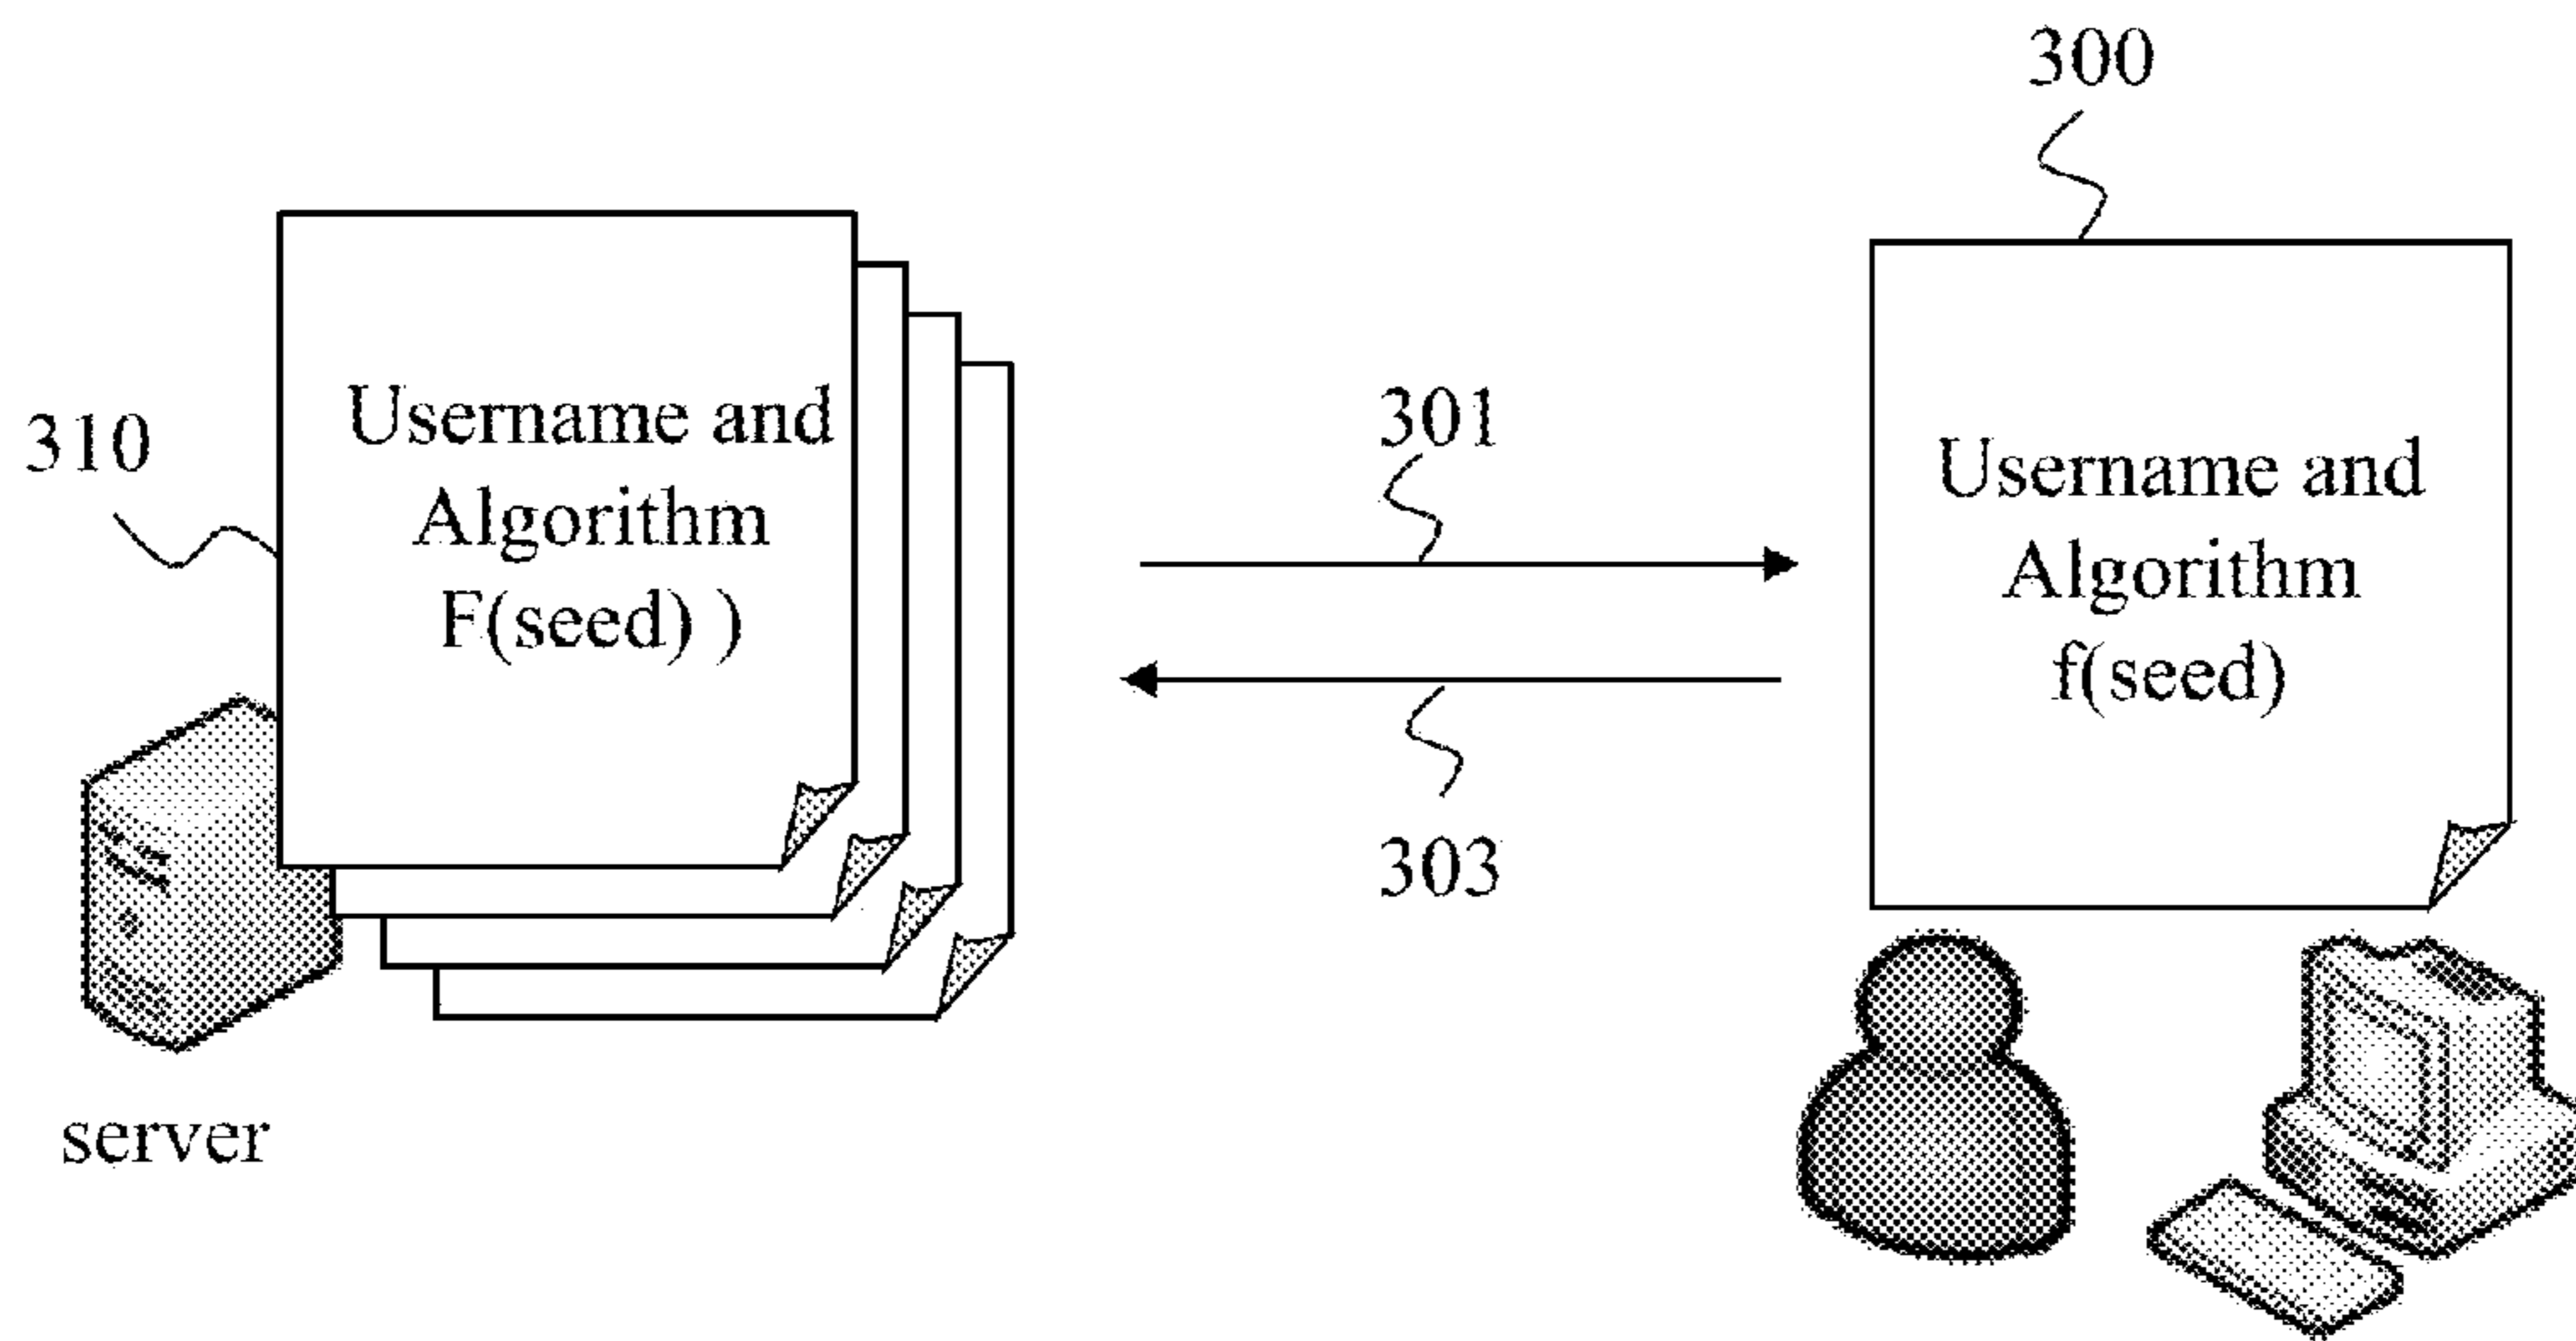 300
310
Username and
Algorithm
F(seed) )
301
303
Username and
Algorithm
f(seed)
server